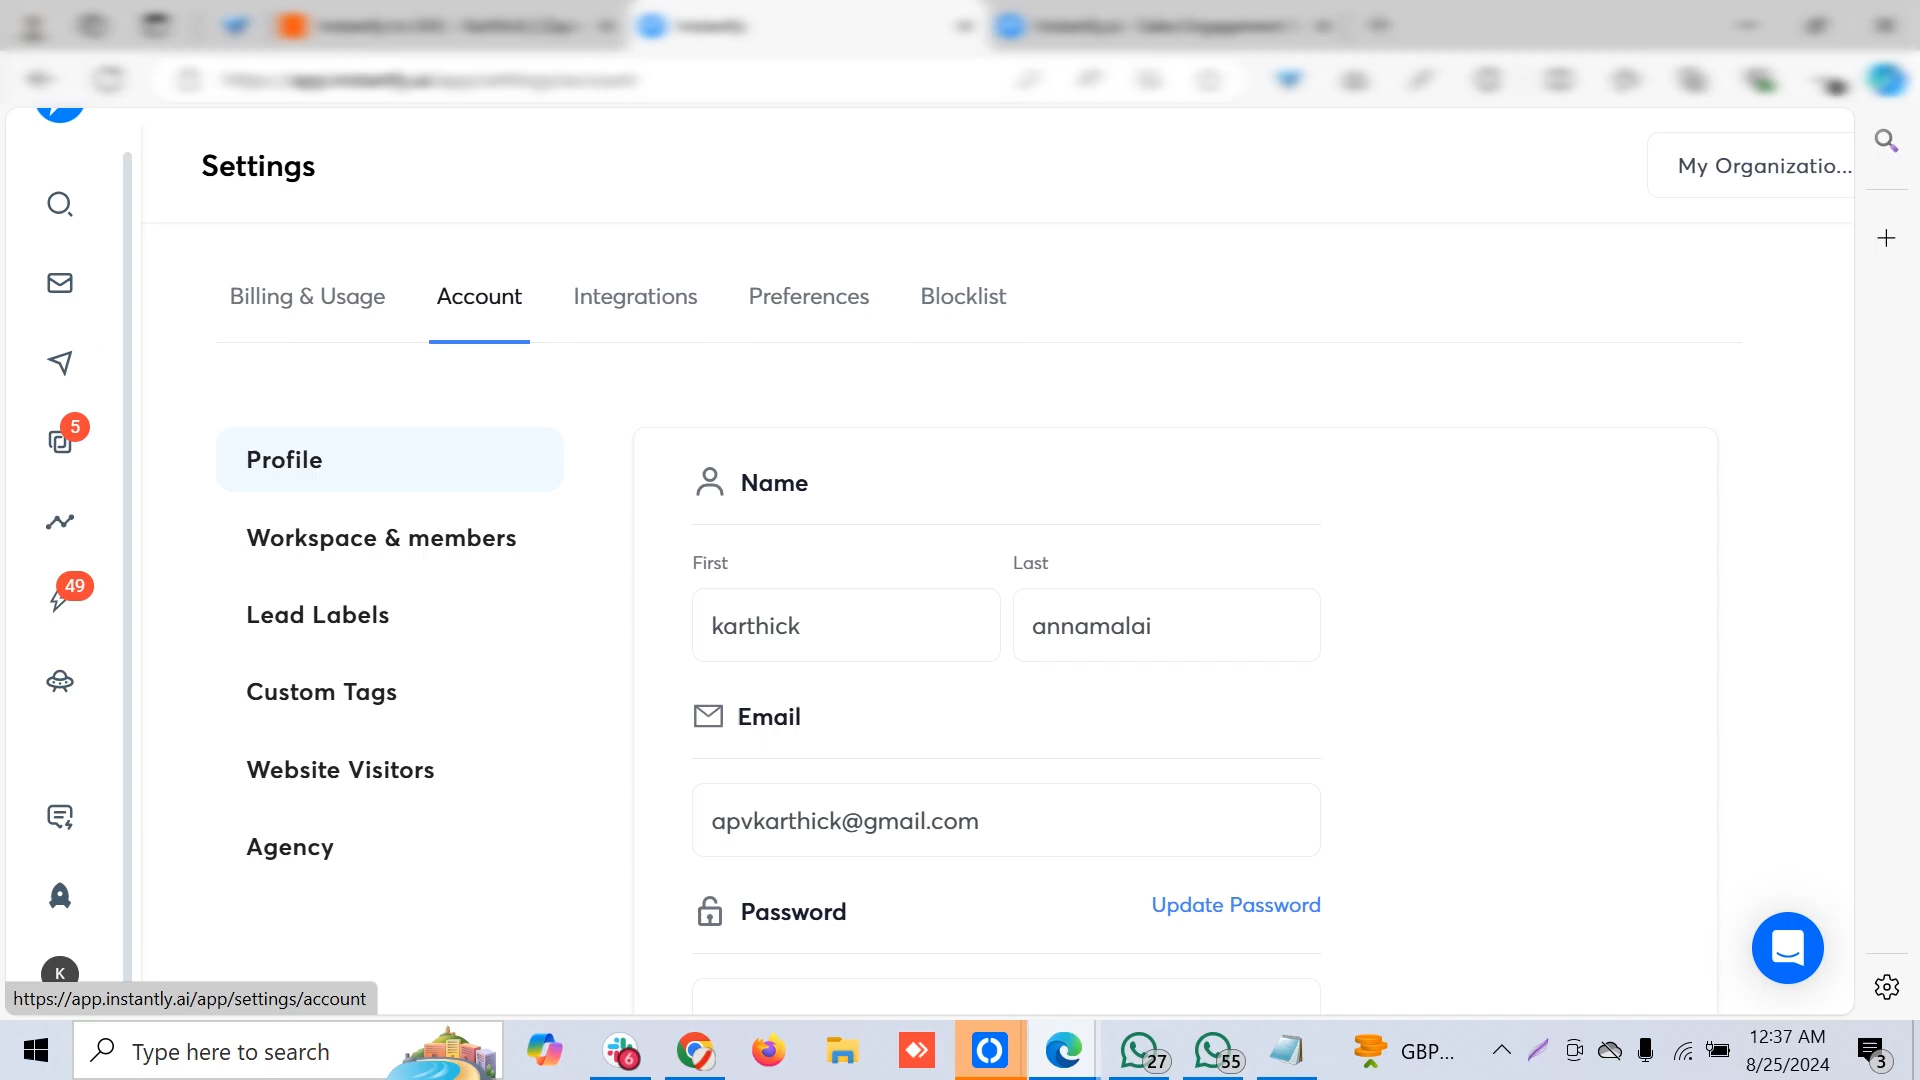 Settings
My Organizatio...
Billing & Usage
Account
Integrations
Preferences
Blocklist
5
49
Profile
Workspace & members
Lead Labels
Custom Tags
Website Visitors
Agency
Name
First
Last
karthick
annamalai
Email
apvkarthick@gmail.com
Password
Update Password
K
https://app.instantly.ai/app/settings/account
Type here to search
6
27
55
GBP...
12:37 AM
8/25/2024
3